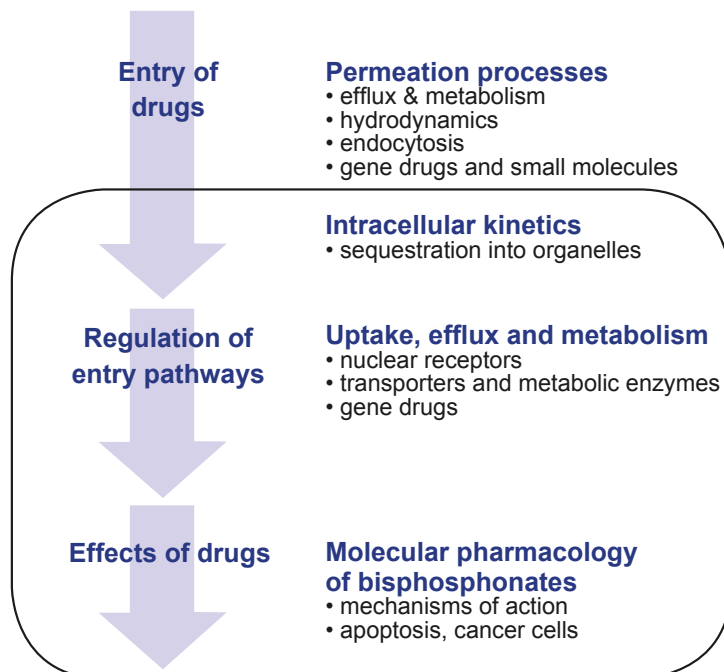 Entry of
drugs
Permeation processes
• efflux & metabolism
• hydrodynamics
• endocytosis
• gene drugs and small molecules
Intracellular kinetics
• sequestration into organelles
Regulation of
entry pathways
Uptake, efflux and metabolism
• nuclear receptors
• transporters and metabolic enzymes
• gene drugs
Effects of drugs
Molecular pharmacology
of bisphosphonates
• mechanisms of action
• apoptosis, cancer cells